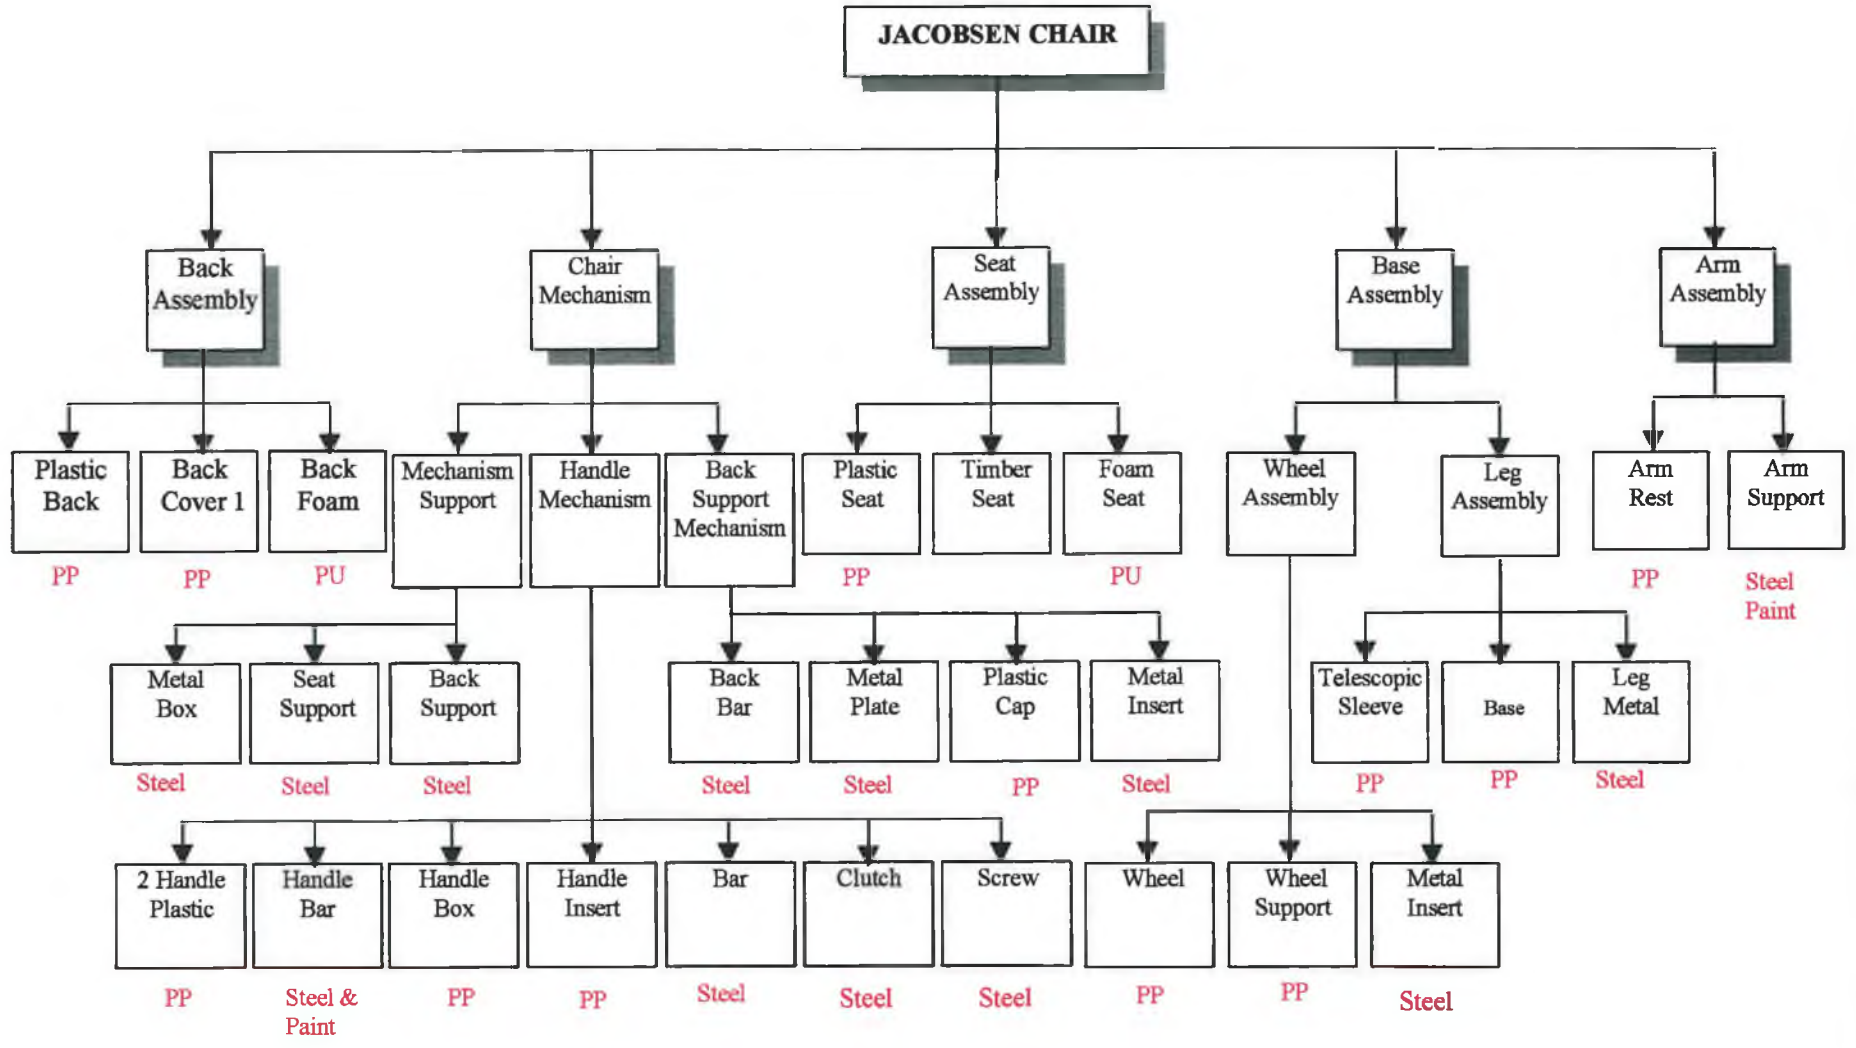 JACOBSEN CHAIR
Back
Assembly
Chair
Mechanism
Seat
Assembly
Base
Assembly
Arm
Assembly
Plastic
Back
PP
Back
Cover 1
PP
Back
Foam
PU
Mechanism
Support
Handle
Mechanism
Back
Support
Mechanism
Plastic
Seat
PP
Timber
Seat
Foam
Seat
PU
Wheel
Assembly
Leg
Assembly
Arm
Rest
PP
Arm
Support
Steel
Paint
Metal
Box
Steel
Seat
Support
Steel
Back
Support
Steel
Back
Bar
Steel
Metal
Plate
Steel
Plastic
Cap
PP
Metal
Insert
Steel
Telescopic
Sleeve
PP
Base
PP
Leg
Metal
Steel
2 Handle
Plastic
PP
Handle
Bar
Steel &
Paint
Handle
Box
PP
Handle
Insert
PP
Bar
Steel
Clutch
Steel
Screw
Steel
Wheel
PP
Wheel
Support
PP
Metal
Insert
Steel